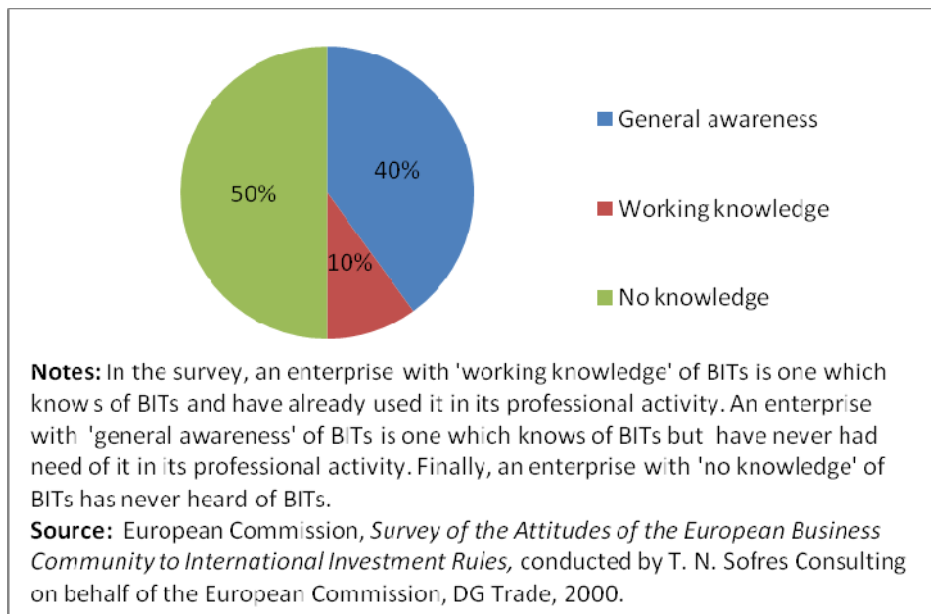 General awareness
40%
50%
Working knowledge
10%
No knowledge
Notes: In the survey, an enterprise with 'working knowledge' of BITs is one which
knows of BITs and have already used it in its professional activity. An enterprise
with 'general awareness' of BITs is one which knows of BITs but have never had
need of it in its professional activity. Finally, an enterprise with 'no knowledge' of
BITs has never heard of BITs.
Source: European Commission, Survey of the Attitudes of the European Business
Community to International Investment Rules, conducted by T. N. Sofres Consulting
on behalf of the European Commission, DG Trade, 2000.